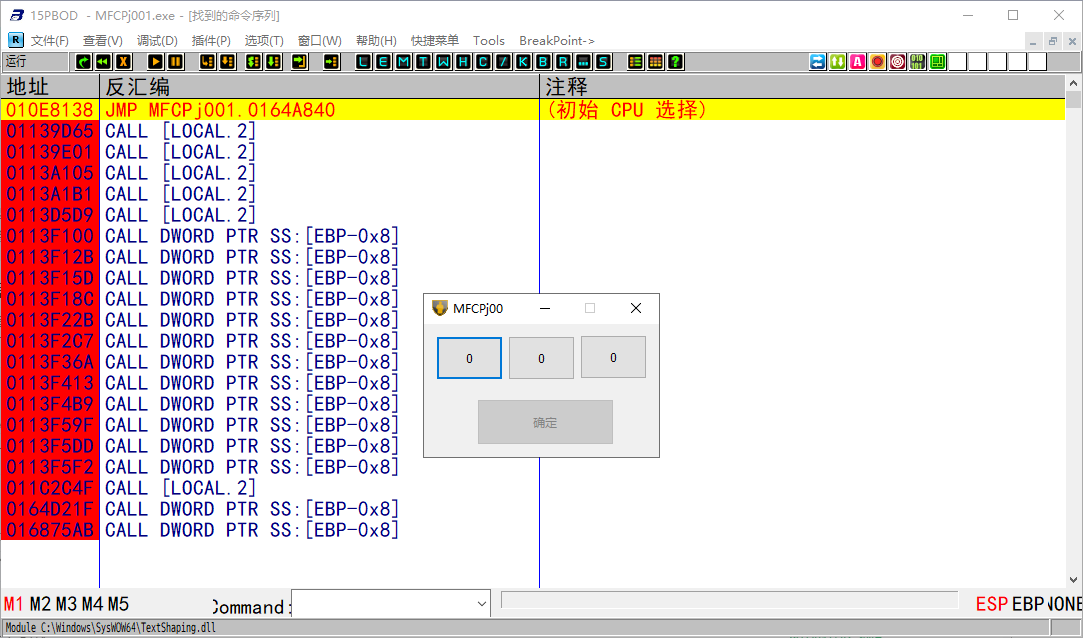 15PBOD - MFCPj001.exe - [找到的命令序列]
文件(F) 查看(V) 调试(D) 插件(P) 选项(T) 窗口(W) 帮助(H) 快捷菜单 Tools BreakPoint->
运行 L E M T W H C / K B R ... S ? A
地址 反汇编 注释
010E8138 JMP MFCPj001.0164A840 (初始 CPU 选择)
01139D65 CALL [LOCAL.2]
01139E01 CALL [LOCAL.2]
0113A105 CALL [LOCAL.2]
0113A1B1 CALL [LOCAL.2]
0113D5D9 CALL [LOCAL.2]
0113F100 CALL DWORD PTR SS:[EBP-0x8]
0113F12B CALL DWORD PTR SS:[EBP-0x8]
0113F15D CALL DWORD PTR SS:[EBP-0x8]
0113F18C CALL DWORD PTR SS:[EBP-0x8]
0113F22B CALL DWORD PTR SS:[EBP-0x8]
0113F2C7 CALL DWORD PTR SS:[EBP-0x8]
0113F36A CALL DWORD PTR SS:[EBP-0x8]
0113F413 CALL DWORD PTR SS:[EBP-0x8]
0113F4B9 CALL DWORD PTR SS:[EBP-0x8]
0113F59F CALL DWORD PTR SS:[EBP-0x8]
0113F5DD CALL DWORD PTR SS:[EBP-0x8]
0113F5F2 CALL DWORD PTR SS:[EBP-0x8]
011C2C4F CALL [LOCAL.2]
0164D21F CALL DWORD PTR SS:[EBP-0x8]
016875AB CALL DWORD PTR SS:[EBP-0x8]
MFCPj00
0 0 0
确定
M1 M2 M3 M4 M5 Command: ESP EBP NONE
Module C:\Windows\SysWOW64\TextShaping.dll